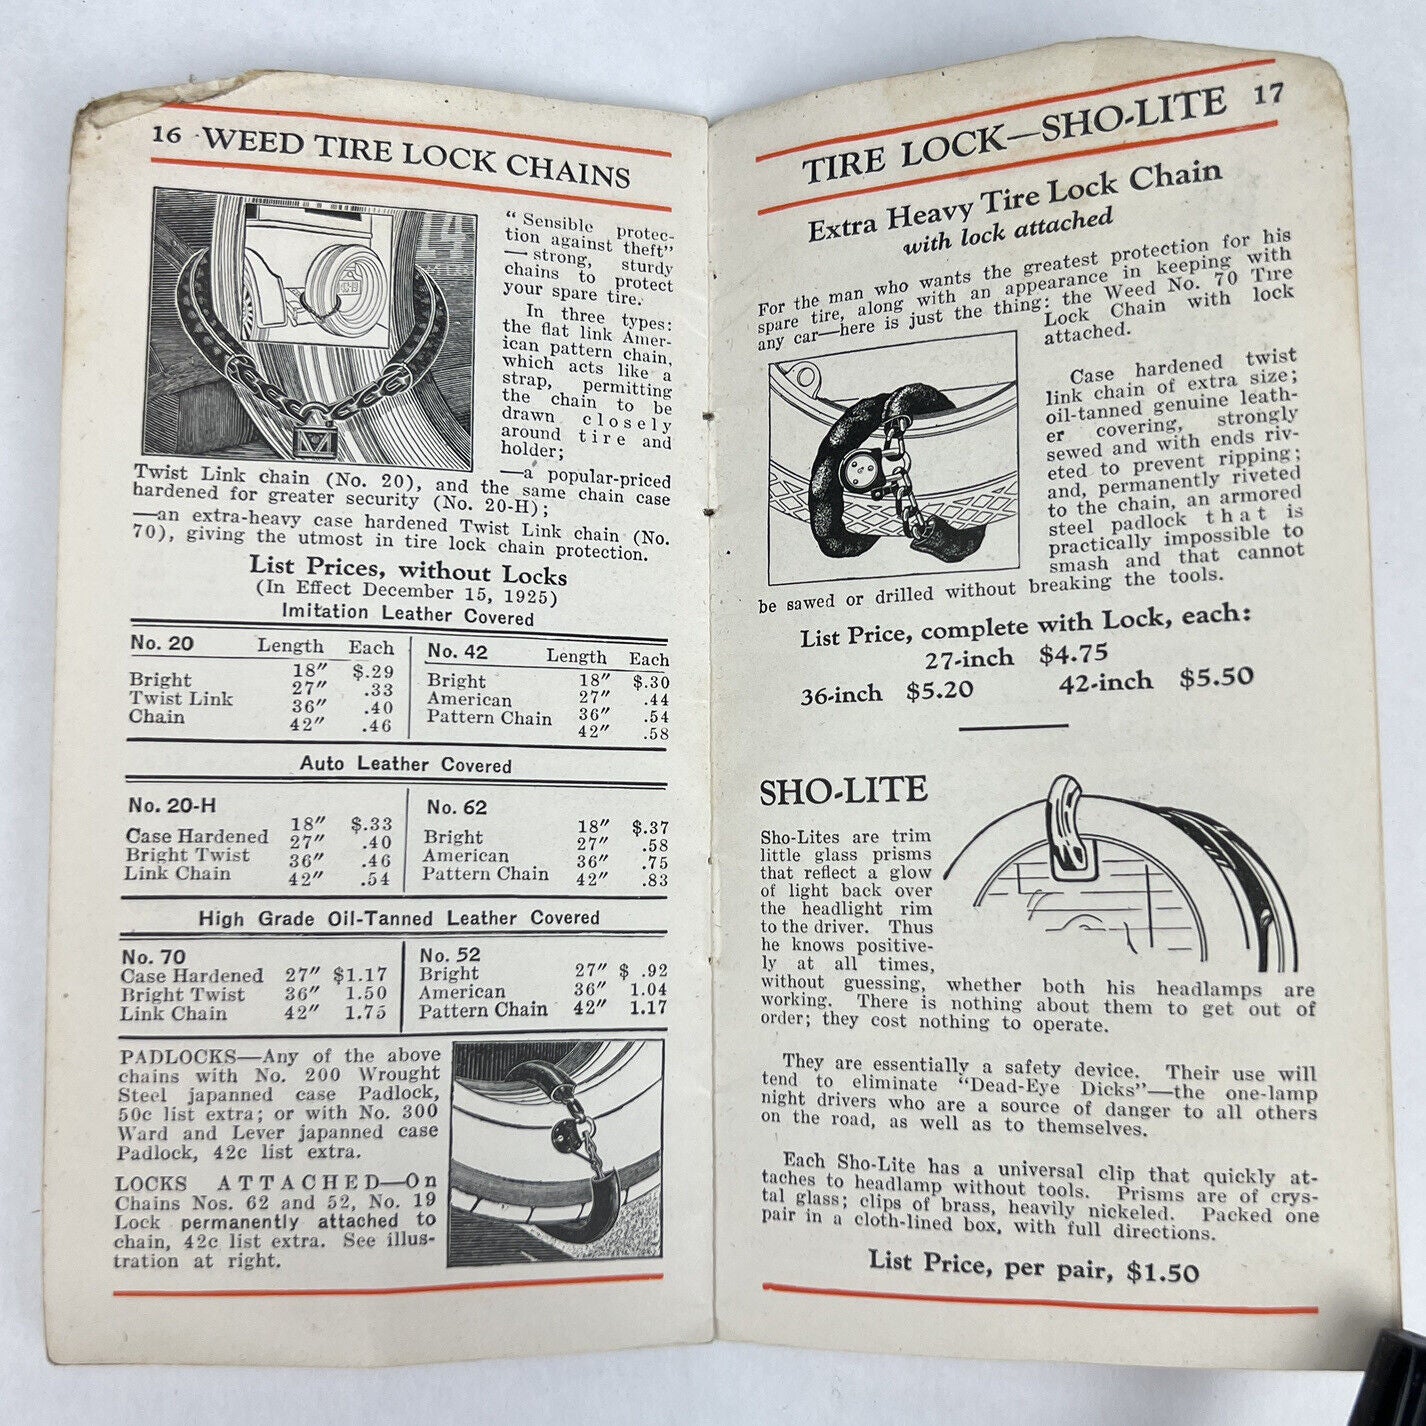 16 WEED TIRE LOCK CHAINS
"Sensible protec-
tion against theft"
—strong, sturdy
chains to protect
your spare tire.
In three types:
the flat link Amer-
ican pattern chain,
which acts like a
strap, permitting
the chain to be
drawn closely
around tire and
holder;
—a popular-priced
Twist Link chain (No. 20), and the same chain case
hardened for greater security (No. 20-H);
—an extra-heavy case hardened Twist Link chain (No.
70), giving the utmost in tire lock chain protection.
List Prices, without Locks
(In Effect December 15, 1925)
Imitation Leather Covered
No. 20 Length Each
18" $.29
Bright 27" .33
Twist Link 36" .40
Chain 42" .46
No. 42 Length Each
Bright 18" $.30
American 27" .44
Pattern Chain 36" .54
42" .58
Auto Leather Covered
No. 20-H
18" $.33
Case Hardened 27" .40
Bright Twist 36" .46
Link Chain 42" .54
No. 62
Bright 18" $.37
American 27" .58
36" .75
Pattern Chain 42" .83
High Grade Oil-Tanned Leather Covered
No. 70
Case Hardened 27" $1.17
Bright Twist 36" 1.50
Link Chain 42" 1.75
No. 52
Bright 27" $ .92
American 36" 1.04
Pattern Chain 42" 1.17
PADLOCKS—Any of the above
chains with No. 200 Wrought
Steel japanned case Padlock,
50c list extra; or with No. 300
Ward and Lever japanned case
Padlock, 42c list extra.
LOCKS ATTACHED—On
Chains Nos. 62 and 52, No. 19
Lock permanently attached to
chain, 42c list extra. See illus-
tration at right.
TIRE LOCK—SHO-LITE 17
Extra Heavy Tire Lock Chain
with lock attached
For the man who wants the greatest protection for his
spare tire, along with an appearance in keeping with
any car—here is just the thing: the Weed No. 70 Tire
Lock Chain with lock
attached.
Case hardened twist
link chain of extra size;
oil-tanned genuine leath-
er covering, strongly
sewed and with ends riv-
eted to prevent ripping;
and, permanently riveted
to the chain, an armored
steel padlock that is
practically impossible to
smash and that cannot
be sawed or drilled without breaking the tools.
List Price, complete with Lock, each:
27-inch $4.75
36-inch $5.20 42-inch $5.50
SHO-LITE
Sho-Lites are trim
little glass prisms
that reflect a glow
of light back over
the headlight rim
to the driver. Thus
he knows positive-
ly at all times,
without guessing, whether both his headlamps are
working. There is nothing about them to get out of
order; they cost nothing to operate.
They are essentially a safety device. Their use will
tend to eliminate "Dead-Eye Dicks"—the one-lamp
night drivers who are a source of danger to all others
on the road, as well as to themselves.
Each Sho-Lite has a universal clip that quickly at-
taches to headlamp without tools. Prisms are of crys-
tal glass; clips of brass, heavily nickeled. Packed one
pair in a cloth-lined box, with full directions.
List Price, per pair, $1.50